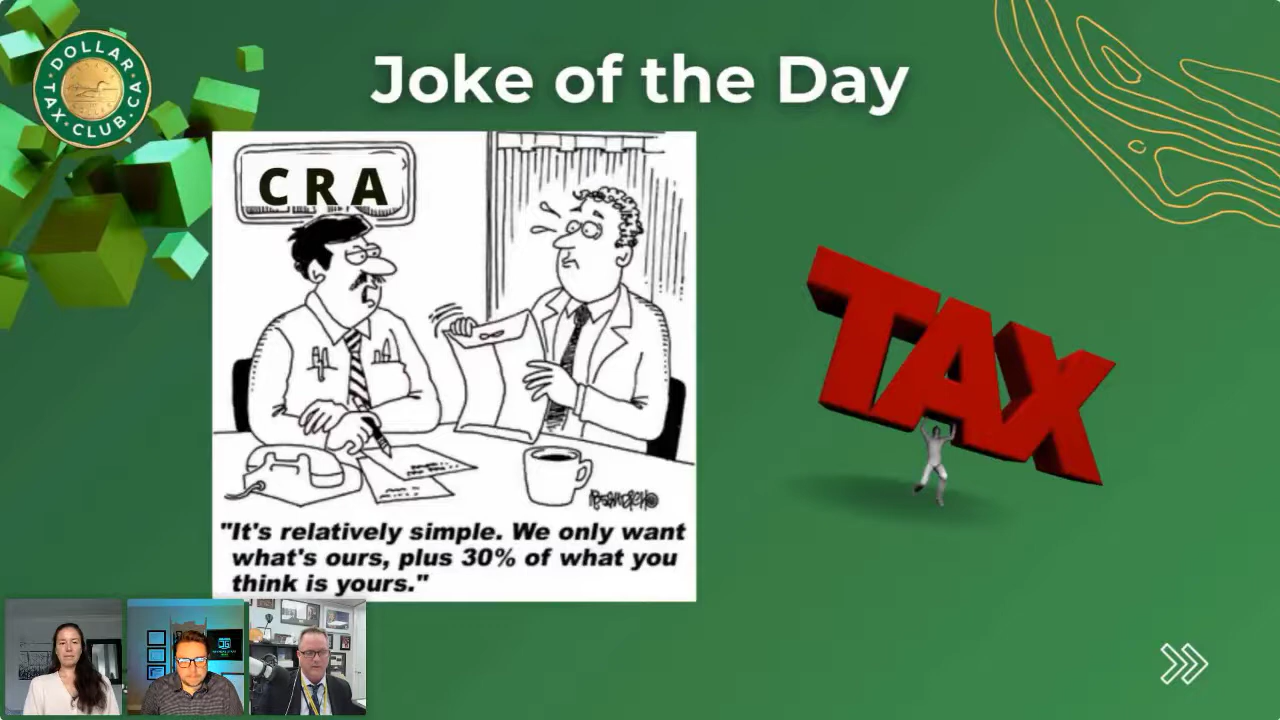 DOLLAR
TAX · CLUB.CA
Joke of the Day
CRA
TAX
"It's relatively simple. We only want
what's ours, plus 30% of what you
think is yours."